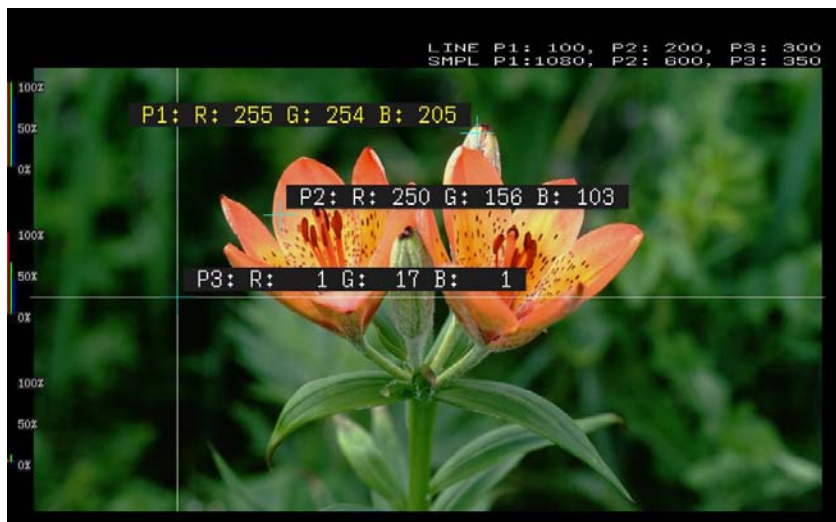 LINE P1: 100, P2: 200, P3: 300
SMPL P1:1080, P2: 600, P3: 350
100%
P1: R: 255 G: 254 B: 205
50%
0%
P2: R: 250 G: 156 B: 103
100%
50%
P3: R: 1 G: 17 B: 1
0%
100%
50%
0%